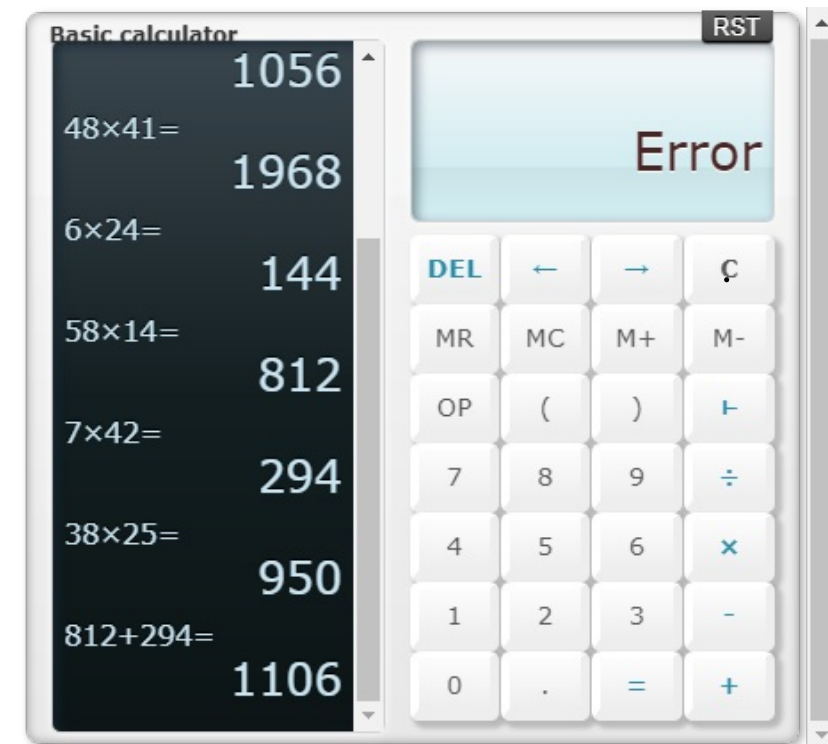 Basic calculator
RST
1056
48×41=
1968
6×24=
144
58×14=
812
7×42=
294
38×25=
950
812+294=
1106
Error
DEL ← → C
MR MC M+ M-
OP ( ) ⊢
7 8 9 ÷
4 5 6 ×
1 2 3 -
0 . = +